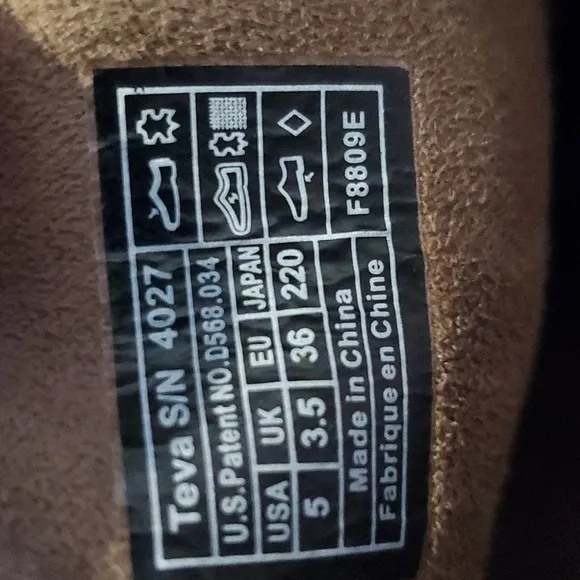 Teva S/N 4027
U.S.Patent NO.D568.034
USA UK EU JAPAN
5 3.5 36 220
Made in China F8809E
Fabrique en Chine